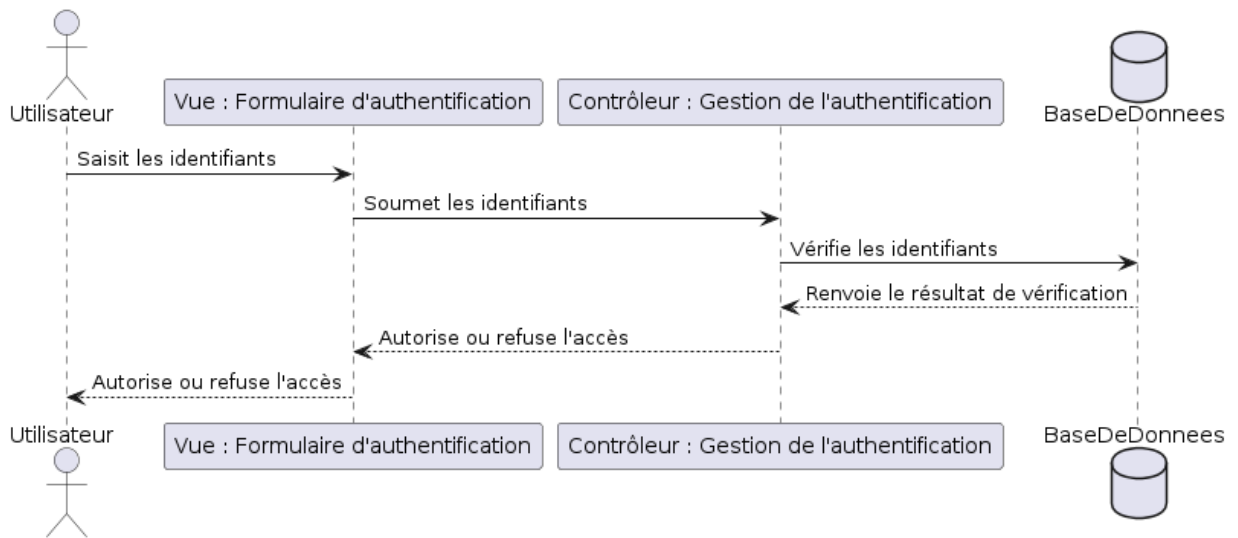 Utilisateur
Vue : Formulaire d'authentification
Contrôleur : Gestion de l'authentification
BaseDeDonnees
Saisit les identifiants
Soumet les identifiants
Vérifie les identifiants
Renvoie le résultat de vérification
Autorise ou refuse l'accès
Autorise ou refuse l'accès
Utilisateur
Vue : Formulaire d'authentification
Contrôleur : Gestion de l'authentification
BaseDeDonnees